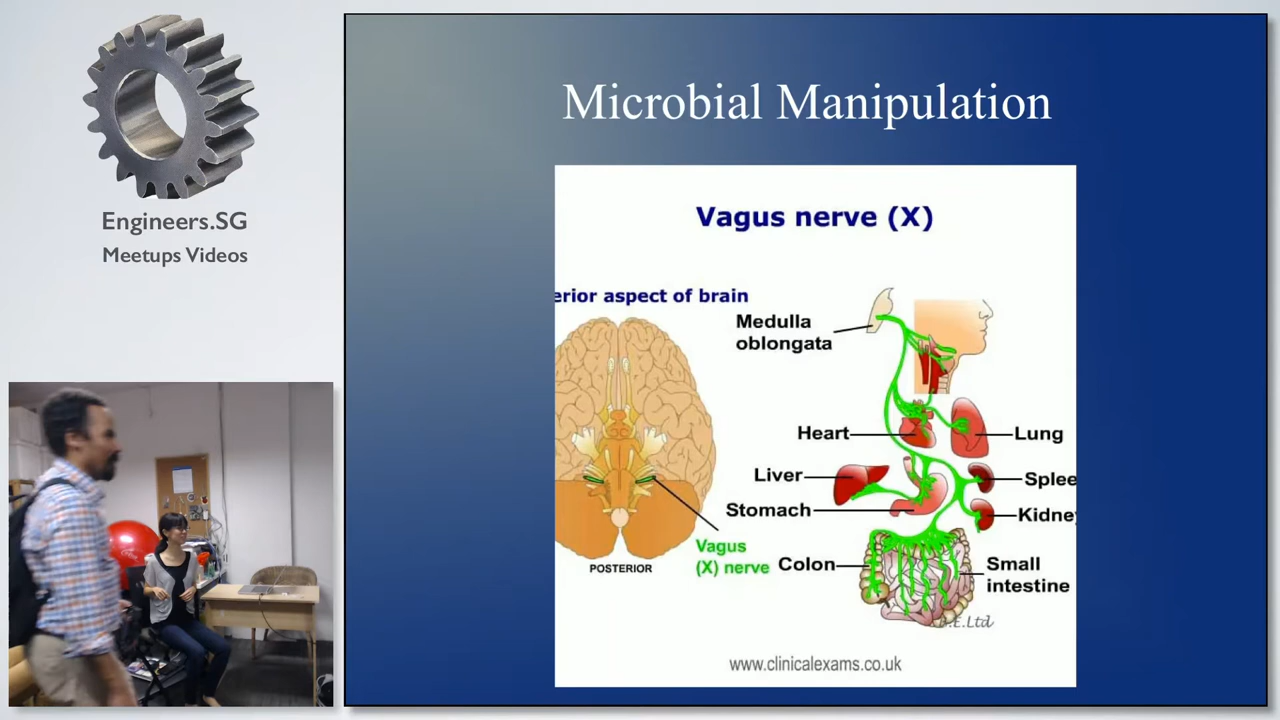 Engineers.SG
Meetups Videos
Microbial Manipulation
Vagus nerve (X)
erior aspect of brain
Medulla
oblongata
Heart
Lung
Liver
Splee
Stomach
Kidney
Vagus
(X) nerve
Colon
Small
intestine
POSTERIOR
www.clinicalexams.co.uk